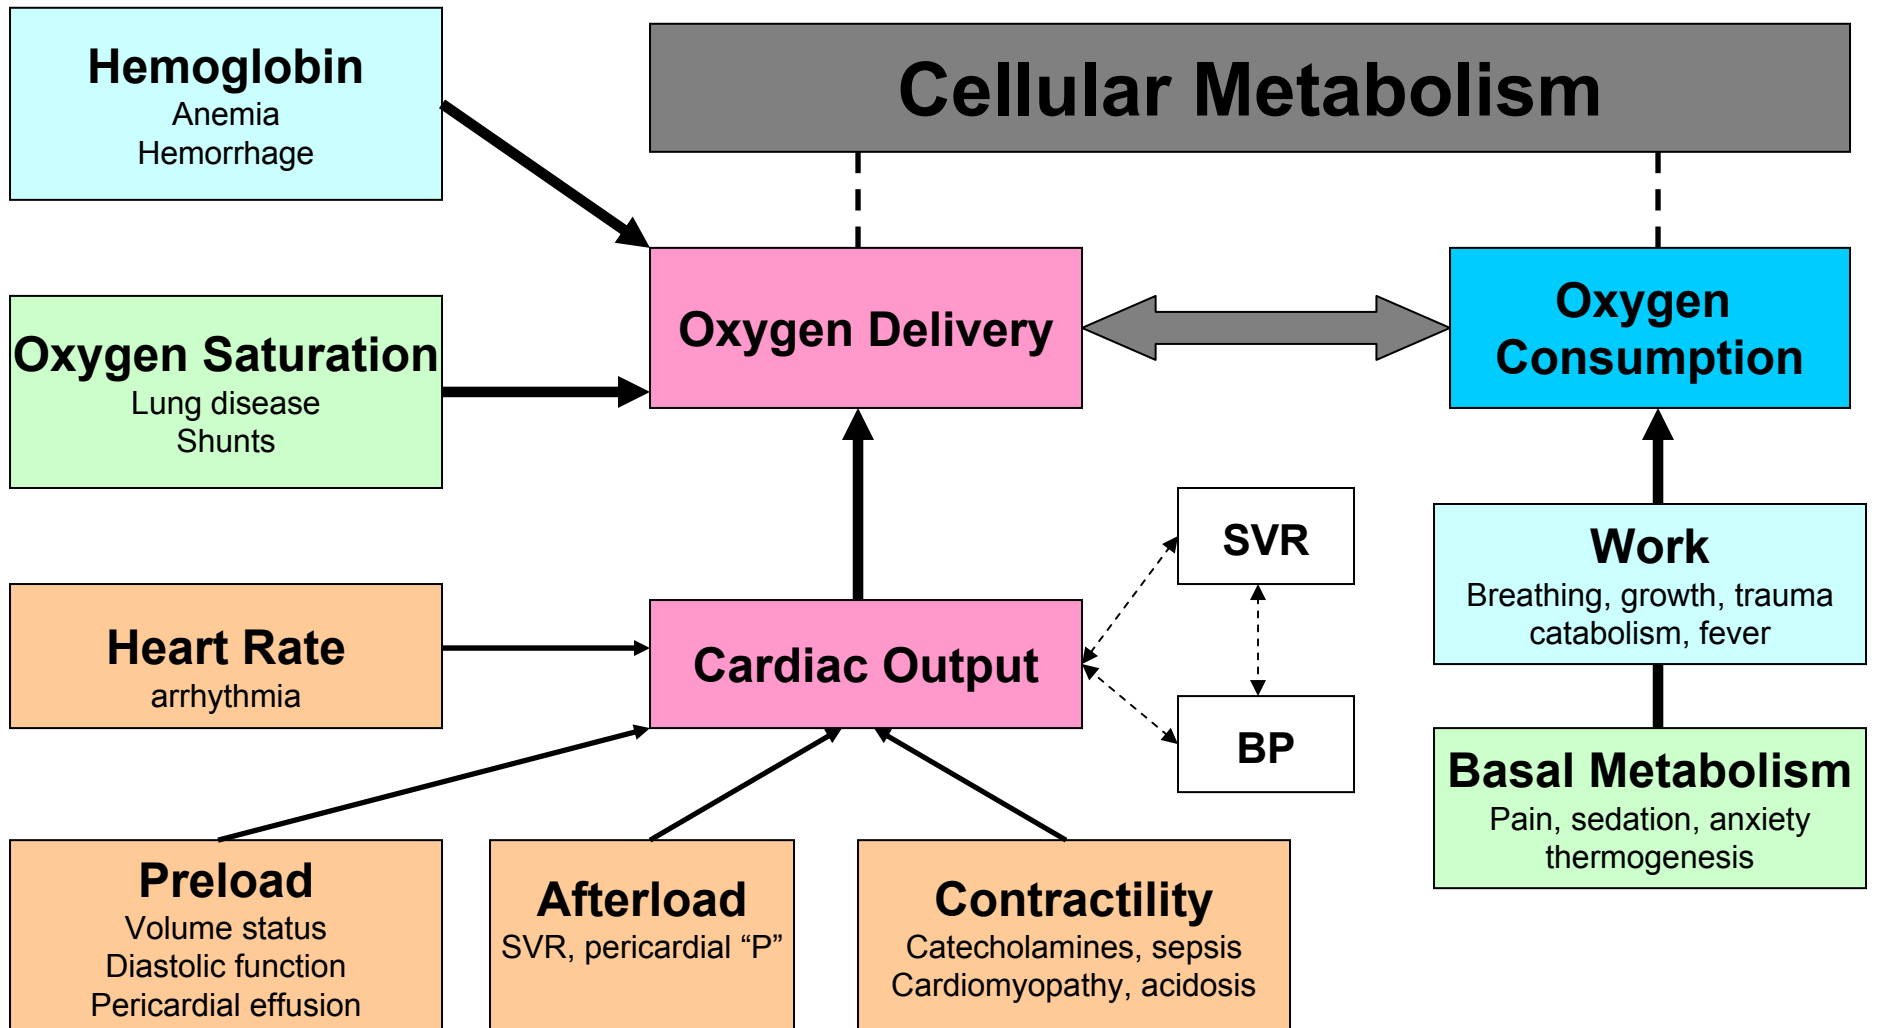 Hemoglobin
Anemia
Hemorrhage
Cellular Metabolism
Oxygen Saturation
Lung disease
Shunts
Oxygen Delivery
Oxygen
Consumption
Heart Rate
arrhythmia
Cardiac Output
SVR
BP
Work
Breathing, growth, trauma
catabolism, fever
Basal Metabolism
Pain, sedation, anxiety
thermogenesis
Preload
Volume status
Diastolic function
Pericardial effusion
Afterload
SVR, pericardial “P”
Contractility
Catecholamines, sepsis
Cardiomyopathy, acidosis